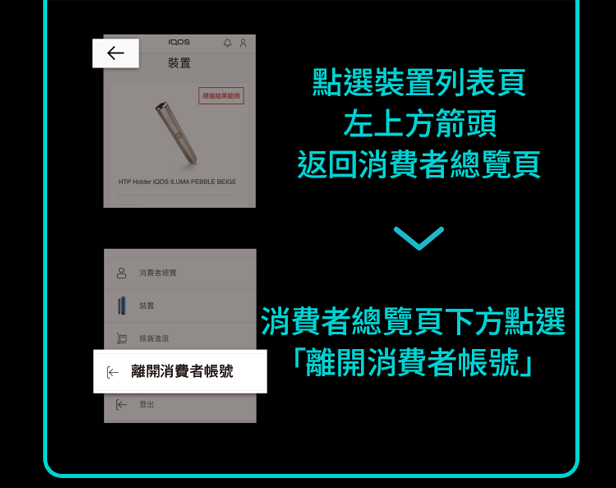 IQOS
裝置
掃描結果範例
HTP Holder IQOS ILUMA PEBBLE BEIGE
點選裝置列表頁
左上方箭頭
返回消費者總覽頁
消費者總覽
裝置
換貨進度
離開消費者帳號
登出
消費者總覽頁下方點選
「離開消費者帳號」